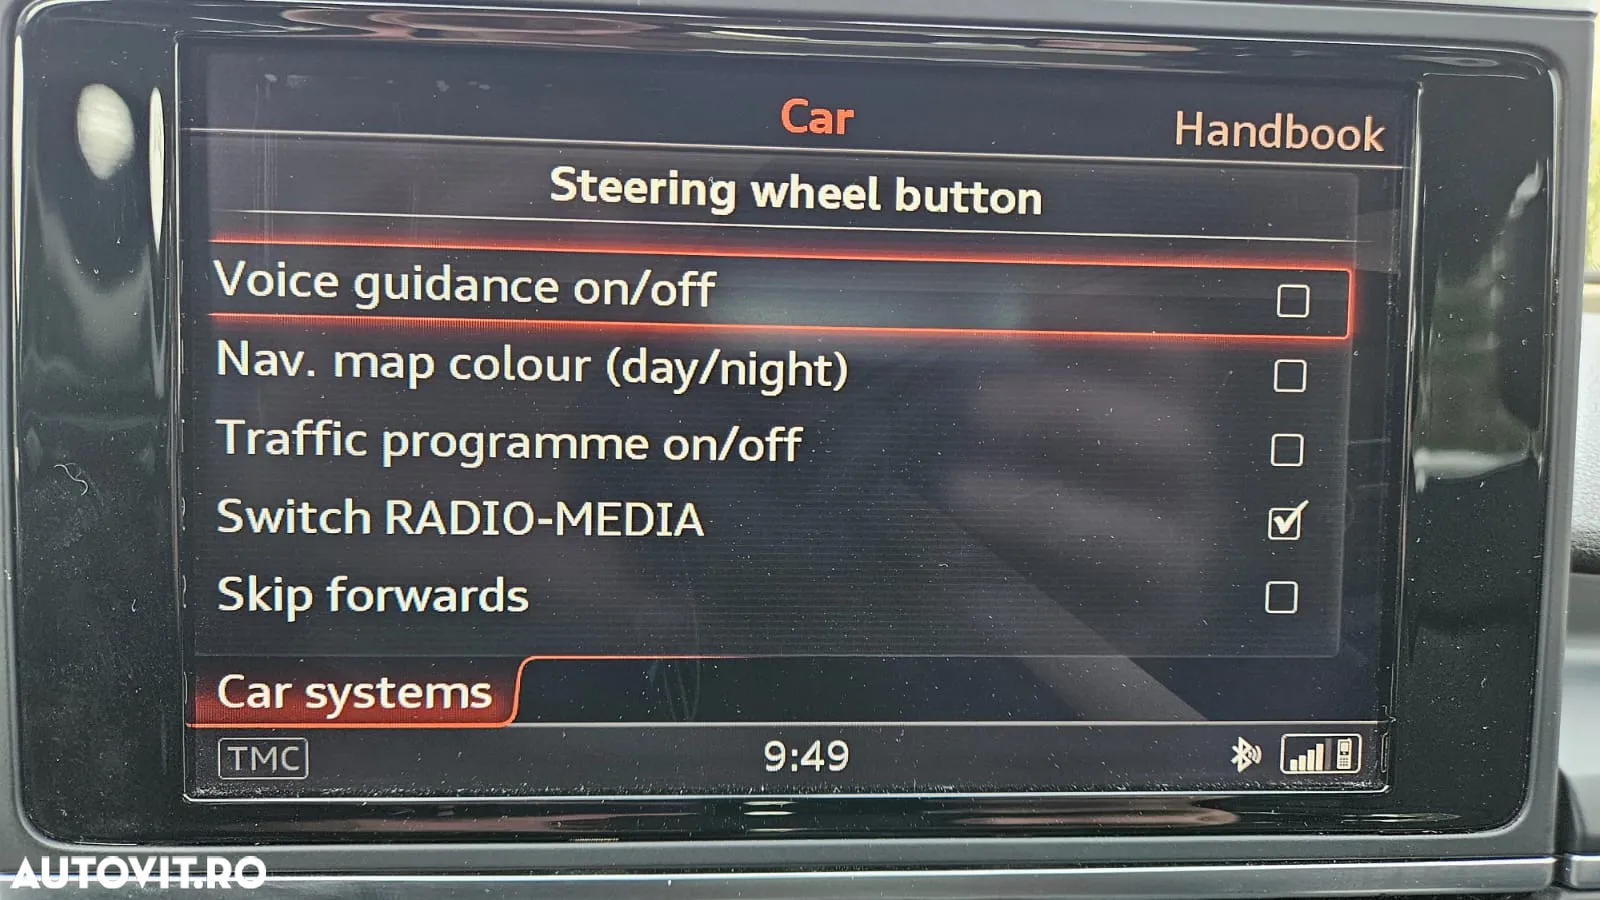 Car
Handbook
Steering wheel button
Voice guidance on/off
Nav. map colour (day/night)
Traffic programme on/off
Switch RADIO-MEDIA
Skip forwards
Car systems
TMC
9:49
AUTOVIT.RO